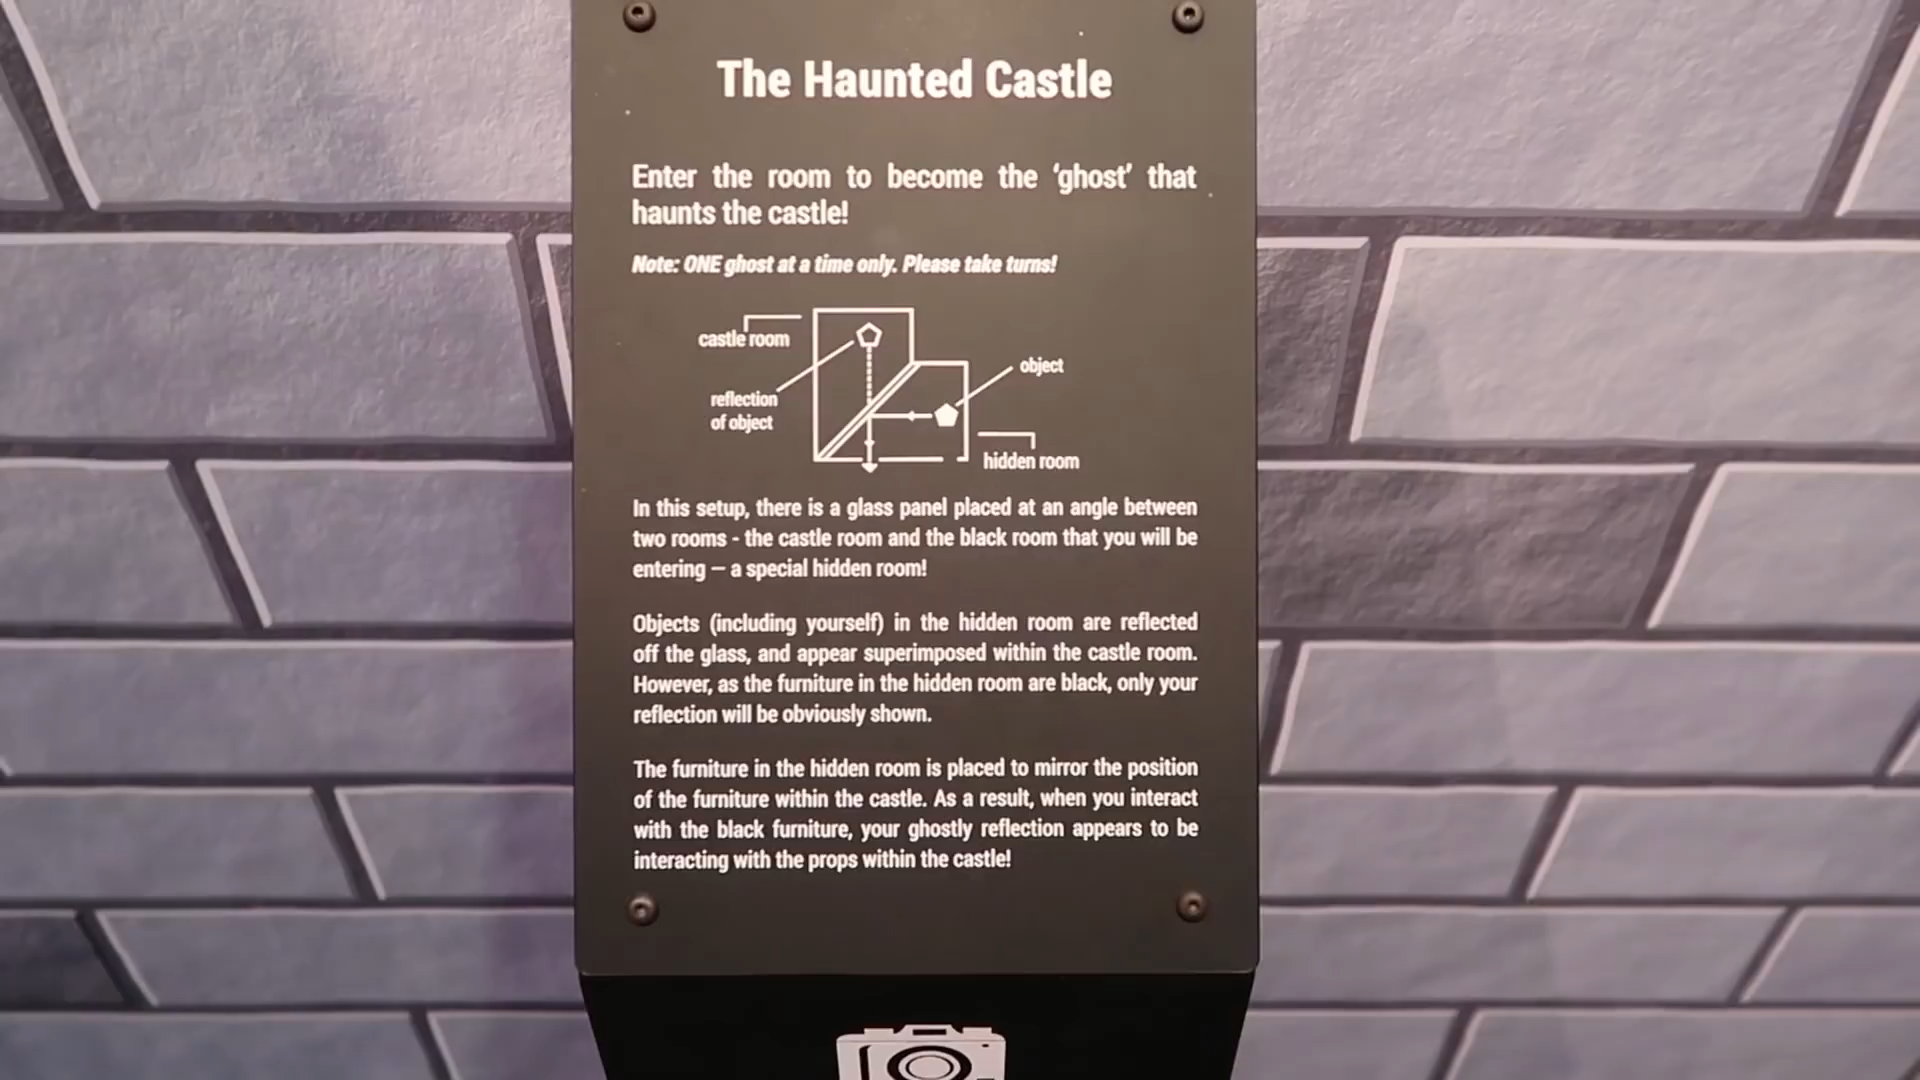 The Haunted Castle
Enter the room to become the ‘ghost’ that
haunts the castle!
Note: ONE ghost at a time only. Please take turns!
castle room
object
reflection
of object
hidden room
In this setup, there is a glass panel placed at an angle between
two rooms - the castle room and the black room that you will be
entering – a special hidden room!
Objects (including yourself) in the hidden room are reflected
off the glass, and appear superimposed within the castle room.
However, as the furniture in the hidden room are black, only your
reflection will be obviously shown.
The furniture in the hidden room is placed to mirror the position
of the furniture within the castle. As a result, when you interact
with the black furniture, your ghostly reflection appears to be
interacting with the props within the castle!